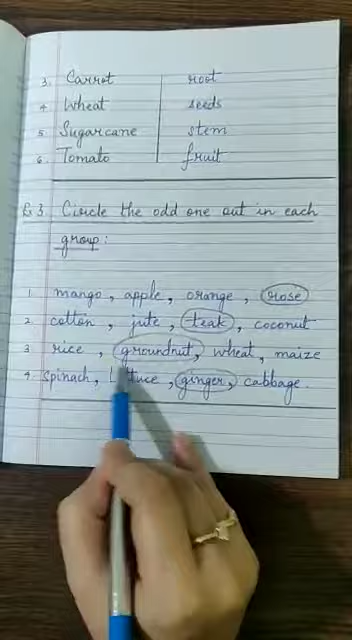 3. Carrot root
4. Wheat seeds
5. Sugarcane stem
6. Tomato fruit
Ex 3. Circle the odd one out in each
group:
1. mango, apple, orange, rose
2. cotton, jute, teak, coconut
3. rice, groundnut, wheat, maize
4. Spinach, ginger, cabbage.